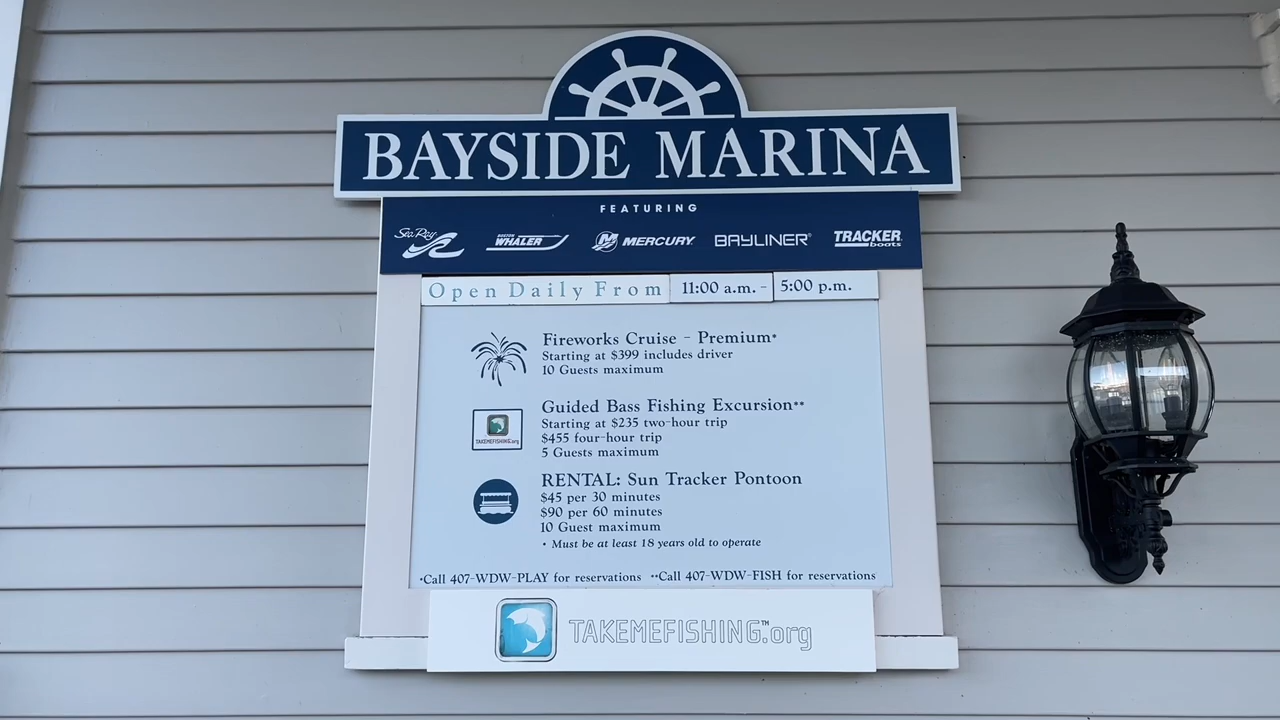 BAYSIDE MARINA
FEATURING
Sea Ray BOSTON WHALER MERCURY BAYLINER® TRACKER boats
Open Daily From 11:00 a.m. - 5:00 p.m.
Fireworks Cruise - Premium*
Starting at $399 includes driver
10 Guests maximum
TAKEMEFISHING.org
Guided Bass Fishing Excursion**
Starting at $235 two-hour trip
$455 four-hour trip
5 Guests maximum
RENTAL: Sun Tracker Pontoon
$45 per 30 minutes
$90 per 60 minutes
10 Guest maximum
• Must be at least 18 years old to operate
*Call 407-WDW-PLAY for reservations **Call 407-WDW-FISH for reservations
TAKEMEFISHING™.org